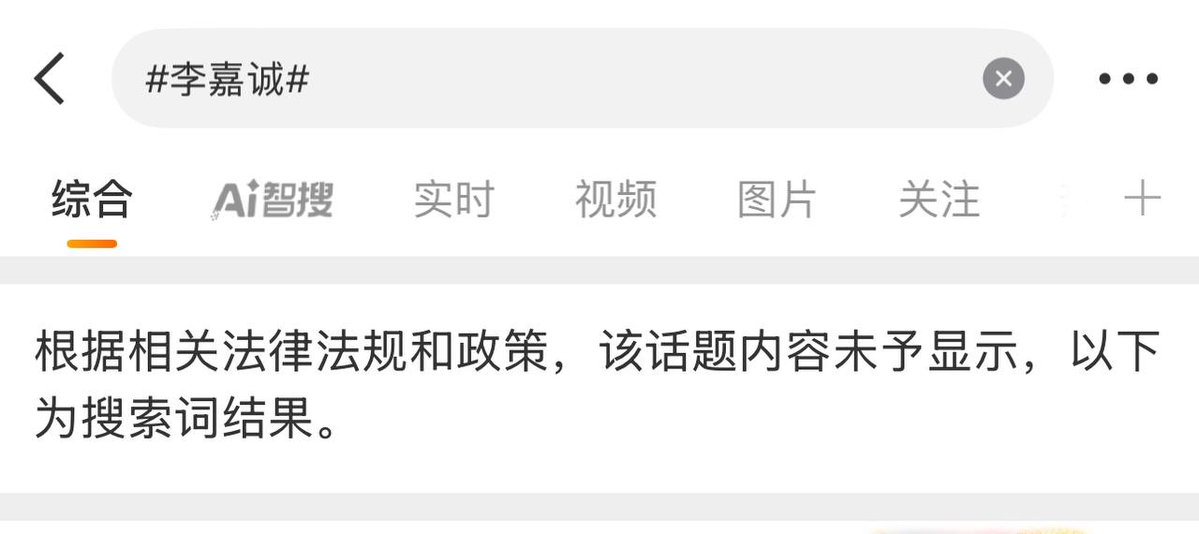 #李嘉诚#
综合 Ai智搜 实时 视频 图片 关注
根据相关法律法规和政策，该话题内容未予显示，以下
为搜索词结果。